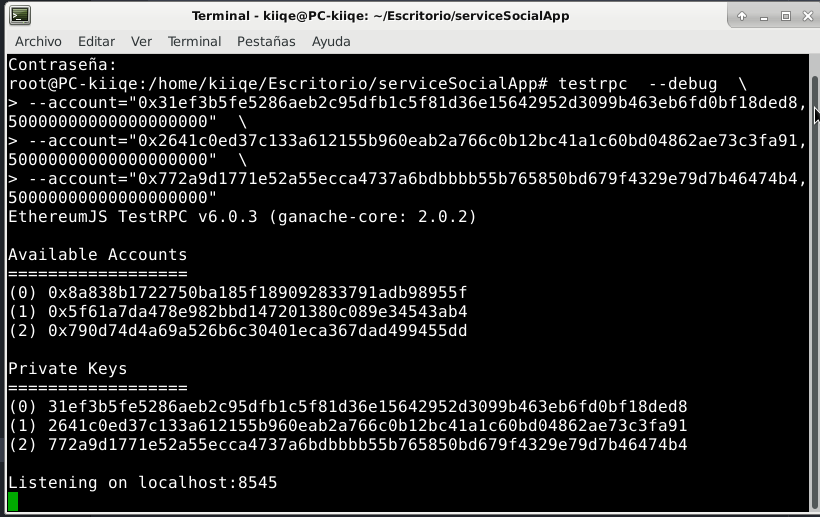 Terminal - kiiqe@PC-kiiqe: ~/Escritorio/serviceSocialApp
Archivo Editar Ver Terminal Pestañas Ayuda
Contraseña:
root@PC-kiiqe:/home/kiiqe/Escritorio/serviceSocialApp# testrpc  --debug  \
> --account="0x31ef3b5fe5286aeb2c95dfb1c5f81d36e15642952d3099b463eb6fd0bf18ded8,
50000000000000000000"  \
> --account="0x2641c0ed37c133a612155b960eab2a766c0b12bc41a1c60bd04862ae73c3fa91,
50000000000000000000"  \
> --account="0x772a9d1771e52a55ecca4737a6bdbbbb55b765850bd679f4329e79d7b46474b4,
50000000000000000000"
EthereumJS TestRPC v6.0.3 (ganache-core: 2.0.2)
Available Accounts
==================
(0) 0x8a838b1722750ba185f189092833791adb98955f
(1) 0x5f61a7da478e982bbd147201380c089e34543ab4
(2) 0x790d74d4a69a526b6c30401eca367dad499455dd
Private Keys
==================
(0) 31ef3b5fe5286aeb2c95dfb1c5f81d36e15642952d3099b463eb6fd0bf18ded8
(1) 2641c0ed37c133a612155b960eab2a766c0b12bc41a1c60bd04862ae73c3fa91
(2) 772a9d1771e52a55ecca4737a6bdbbbb55b765850bd679f4329e79d7b46474b4
Listening on localhost:8545